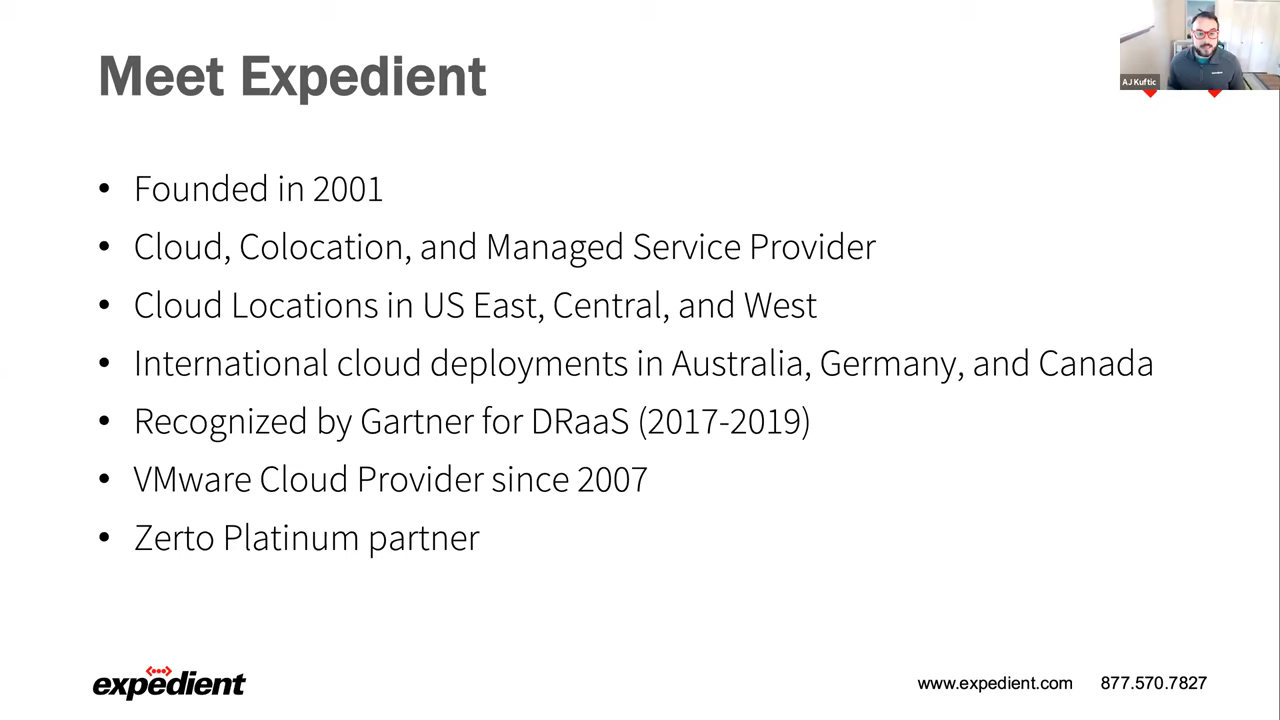 Meet Expedient
AJ Kuftic
• Founded in 2001
• Cloud, Colocation, and Managed Service Provider
• Cloud Locations in US East, Central, and West
• International cloud deployments in Australia, Germany, and Canada
• Recognized by Gartner for DRaaS (2017-2019)
• VMware Cloud Provider since 2007
• Zerto Platinum partner
expedient
www.expedient.com 877.570.7827